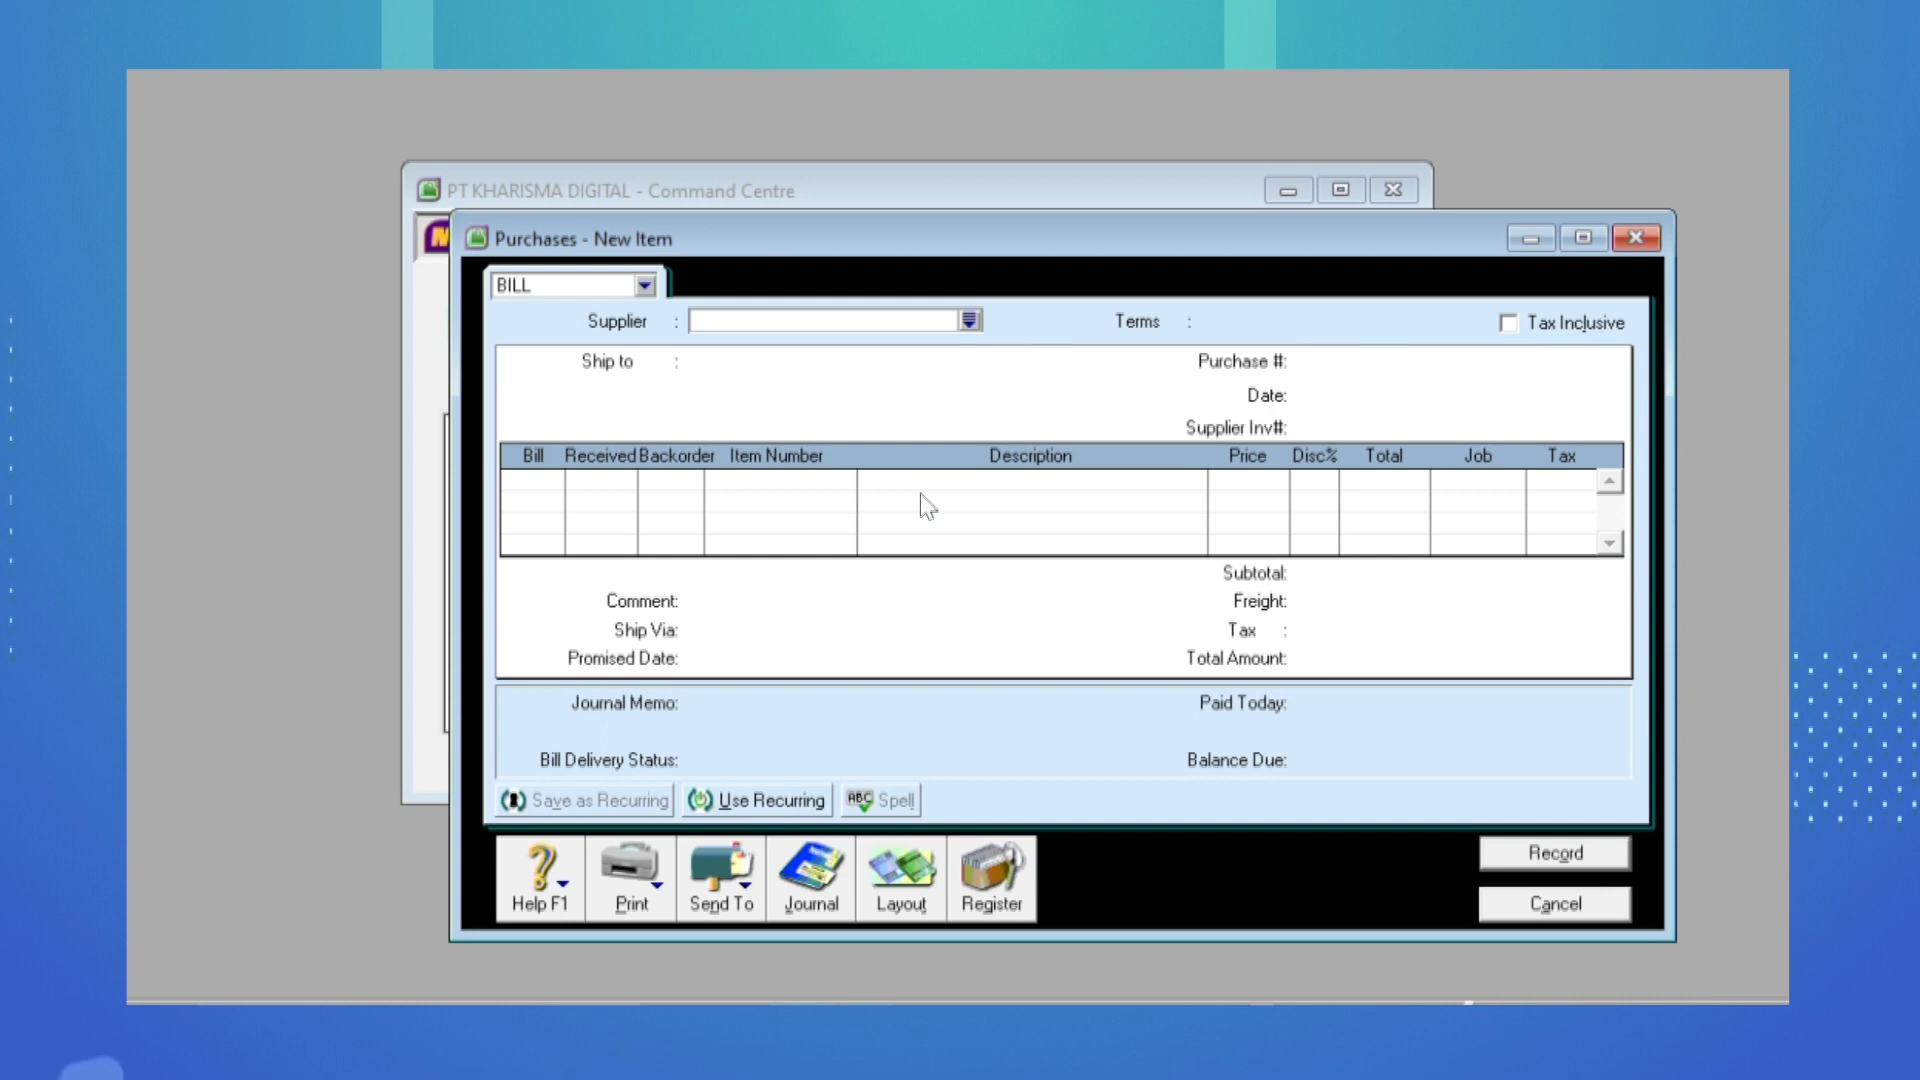 PT KHARISMA DIGITAL - Command Centre
Purchases - New Item
BILL
Supplier :
Terms :
Tax Inclusive
Ship to :
Purchase #:
Date:
Supplier Inv#:
Bill Received Backorder Item Number Description Price Disc% Total Job Tax
Subtotal:
Comment:
Freight:
Ship Via:
Tax :
Promised Date:
Total Amount:
Journal Memo:
Paid Today:
Bill Delivery Status:
Balance Due:
Save as Recurring
Use Recurring
ABC Spell
Help F1
Print
Send To
Journal
Layout
Register
Record
Cancel